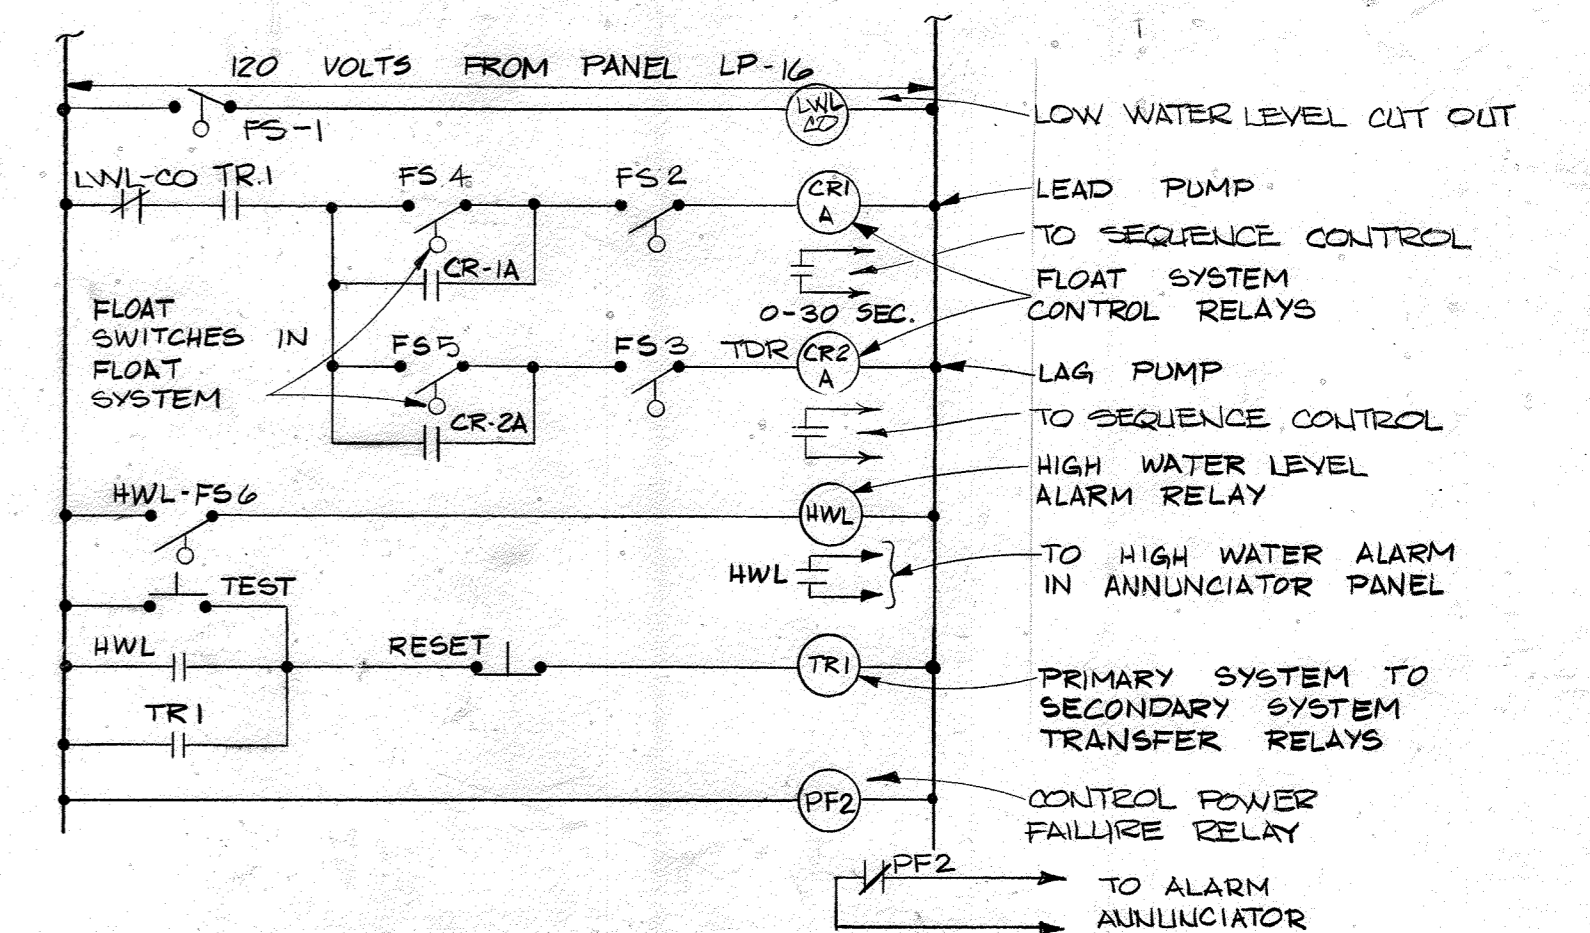 120 VOLTS FROM PANEL LP-16
FS-1
LWL
CO
LOW WATER LEVEL CUT OUT
LWL-CO TR.1
FS 4
FS 2
CR1
A
LEAD PUMP
TO SEQUENCE CONTROL
CR-1A
FLOAT SYSTEM
CONTROL RELAYS
FLOAT
SWITCHES IN
FLOAT
SYSTEM
0-30 SEC.
FS 5
FS 3
TDR
CR2
A
LAG PUMP
CR-2A
TO SEQUENCE CONTROL
HWL-FS6
HWL
HIGH WATER LEVEL
ALARM RELAY
HWL
TO HIGH WATER ALARM
IN ANNUNCIATOR PANEL
TEST
HWL
RESET
TR1
PRIMARY SYSTEM TO
SECONDARY SYSTEM
TRANSFER RELAYS
TR1
PF2
CONTROL POWER
FAILURE RELAY
PF2
TO ALARM
ANNUNCIATOR